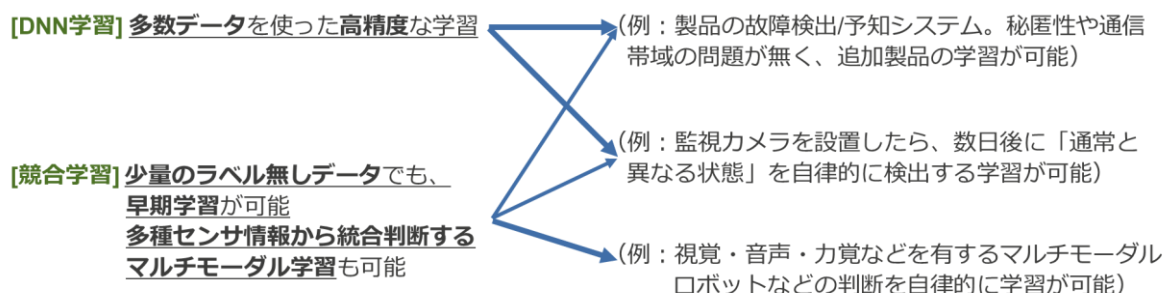 [DNN学習] 多数データを使った高精度な学習
(例：製品の故障検出/予知システム。秘匿性や通信
帯域の問題が無く、追加製品の学習が可能）
(例：監視カメラを設置したら、数日後に「通常と
異なる状態」を自律的に検出する学習が可能）
[競合学習] 少量のラベル無しデータでも、
早期学習が可能
多種センサ情報から統合判断する
マルチモーダル学習も可能
(例：視覚・音声・力覚などを有するマルチモーダル
ロボットなどの判断を自律的に学習が可能）